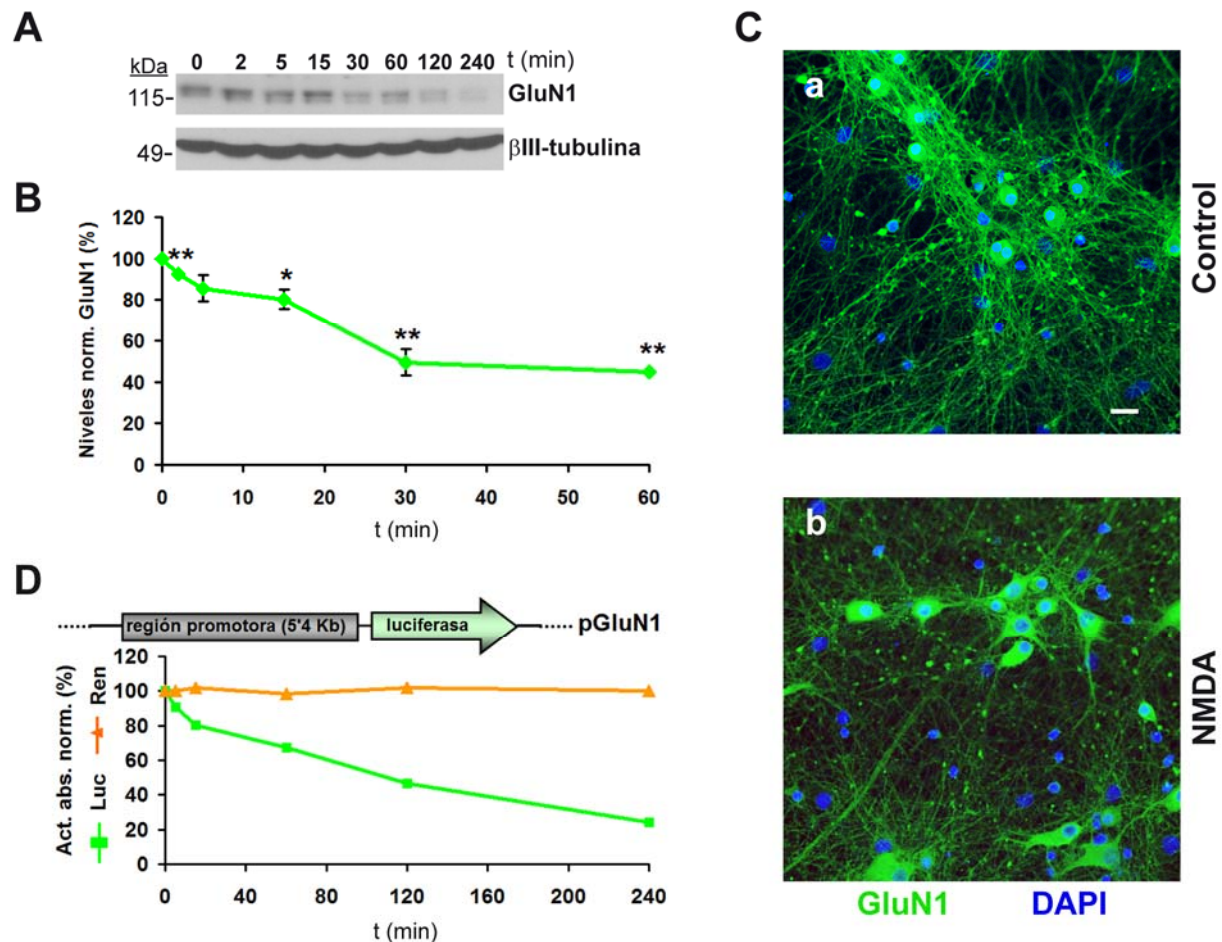 A
kDa
0 2 5 15 30 60 120 240 t (min)
115- GluN1
49- βIII-tubulina
B
Niveles norm. GluN1 (%)
120
100
80
60
40
20
0
** * ** **
0 10 20 30 40 50 60
t (min)
C
a
Control
b
NMDA
GluN1 DAPI
D
región promotora (5'4 Kb) luciferasa pGluN1
Act. abs. norm. (%)
Luc Ren
120
100
80
60
40
20
0
0 40 80 120 160 200 240
t (min)